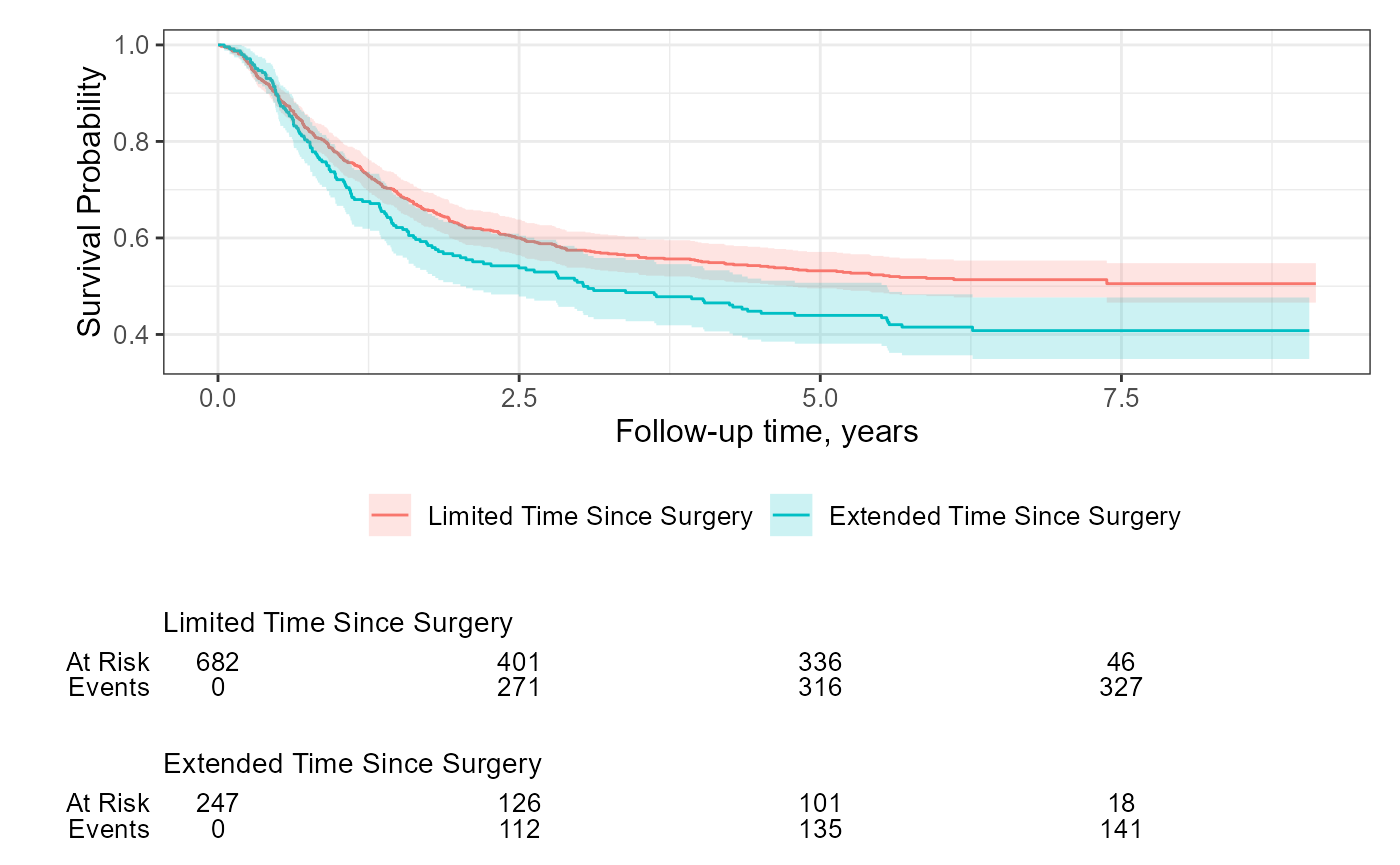 Survival Probability
1.0
0.8
0.6
0.4
0.0 2.5 5.0 7.5
Follow-up time, years
Limited Time Since Surgery Extended Time Since Surgery
Limited Time Since Surgery
At Risk 682 401 336 46
Events 0 271 316 327
Extended Time Since Surgery
At Risk 247 126 101 18
Events 0 112 135 141